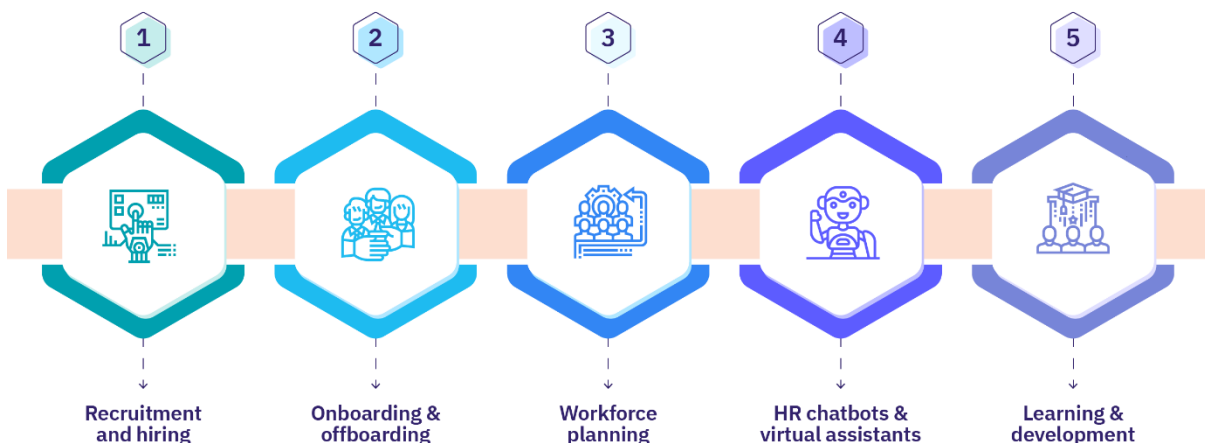 1
2
3
4
5
Recruitment
and hiring
Onboarding &
offboarding
Workforce
planning
HR chatbots &
virtual assistants
Learning &
development